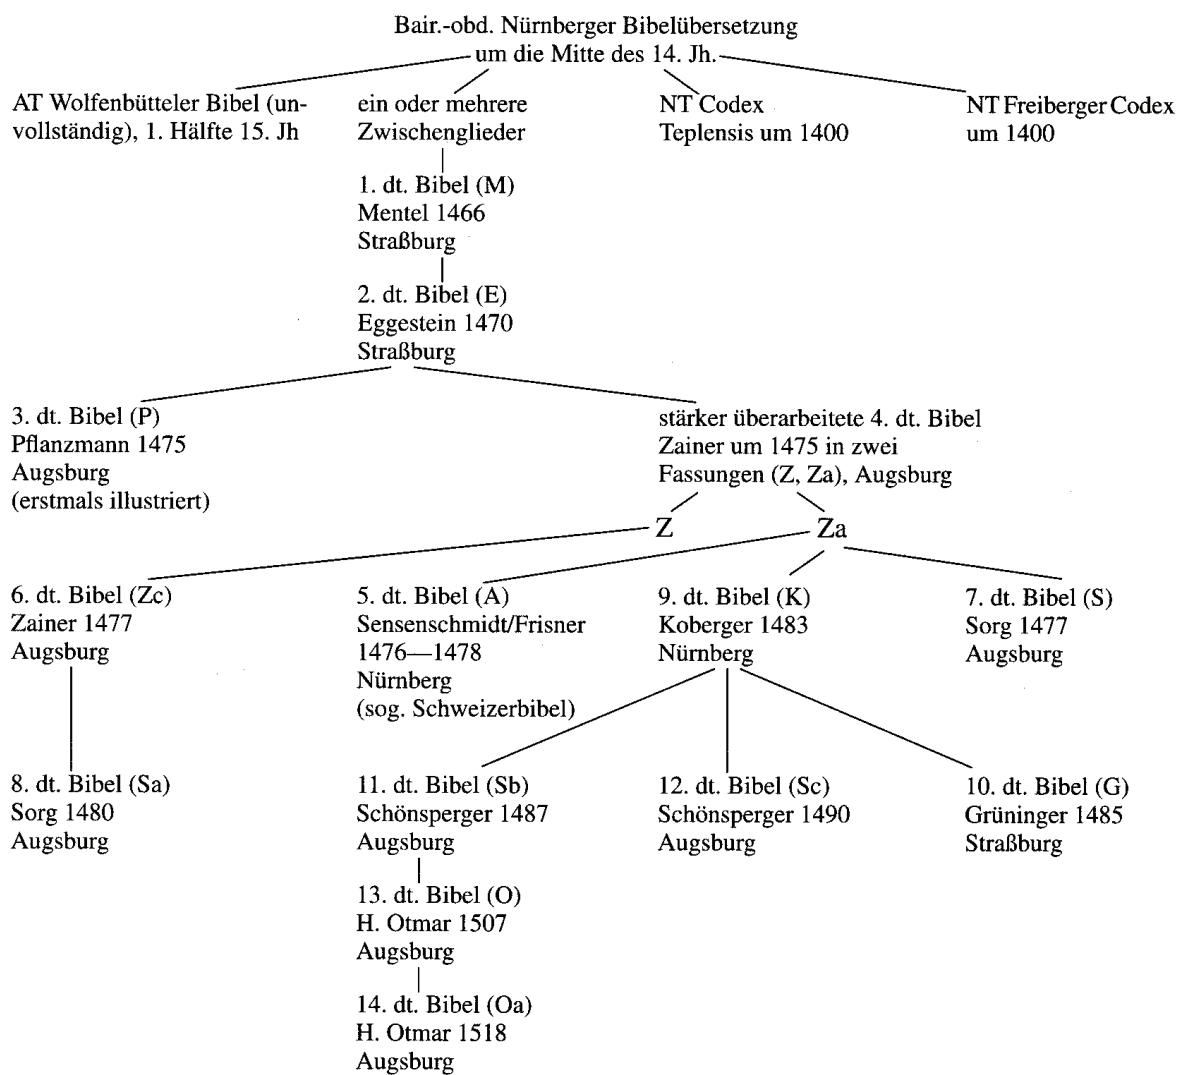 Bair.-obd. Nürnberger Bibelübersetzung
um die Mitte des 14. Jh.
AT Wolfenbütteler Bibel (un-
vollständig), 1. Hälfte 15. Jh
ein oder mehrere
Zwischenglieder
NT Codex
Teplensis um 1400
NT Freiberger Codex
um 1400
1. dt. Bibel (M)
Mentel 1466
Straßburg
2. dt. Bibel (E)
Eggestein 1470
Straßburg
3. dt. Bibel (P)
Pflanzmann 1475
Augsburg
(erstmals illustriert)
stärker überarbeitete 4. dt. Bibel
Zainer um 1475 in zwei
Fassungen (Z, Za), Augsburg
Z
Za
6. dt. Bibel (Zc)
Zainer 1477
Augsburg
5. dt. Bibel (A)
Sensenschmidt/Frisner
1476—1478
Nürnberg
(sog. Schweizerbibel)
9. dt. Bibel (K)
Koberger 1483
Nürnberg
7. dt. Bibel (S)
Sorg 1477
Augsburg
8. dt. Bibel (Sa)
Sorg 1480
Augsburg
11. dt. Bibel (Sb)
Schönsperger 1487
Augsburg
12. dt. Bibel (Sc)
Schönsperger 1490
Augsburg
10. dt. Bibel (G)
Grüninger 1485
Straßburg
13. dt. Bibel (O)
H. Otmar 1507
Augsburg
14. dt. Bibel (Oa)
H. Otmar 1518
Augsburg